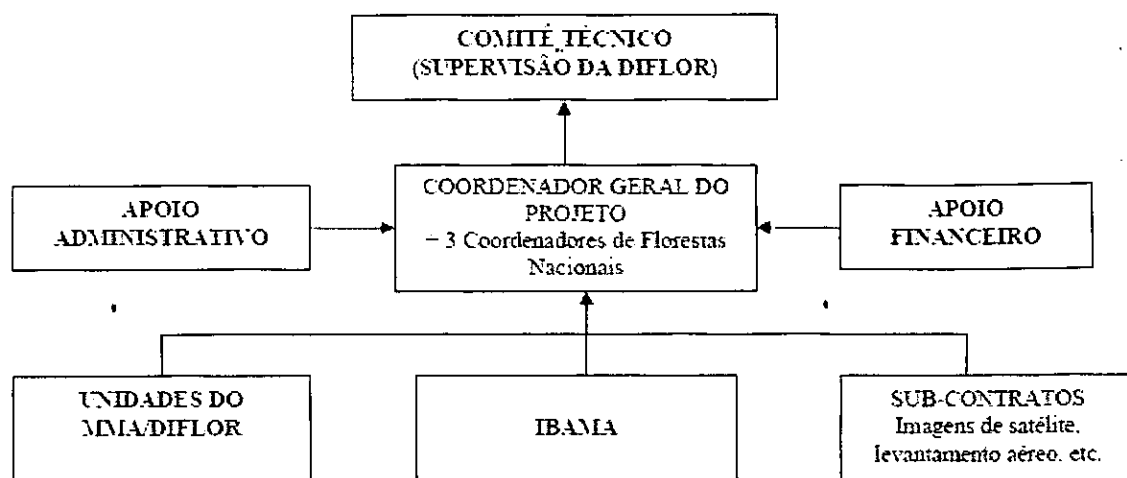 COMITÉ TÉCNICO
(SUPERVISÃO DA DIFLOR)
APOIO
ADMINISTRATIVO
COORDENADOR GERAL DO
PROJETO
– 3 Coordenadores de Florestas
Nacionais
APOIO
FINANCEIRO
UNIDADES DO
MMA/DIFLOR
IBAMA
SUB-CONTRATOS
Imagens de satélite,
levantamento aéreo, etc.